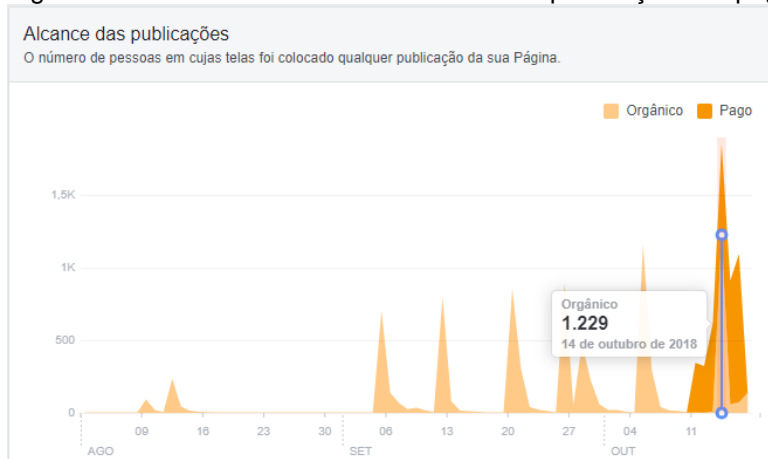 Alcance das publicações
O número de pessoas em cujas telas foi colocado qualquer publicação da sua Página.
Orgânico Pago
1,5K
1K
500
0
Orgânico
1.229
14 de outubro de 2018
09 16 23 30 06 13 20 27 04 11
AGO SET OUT